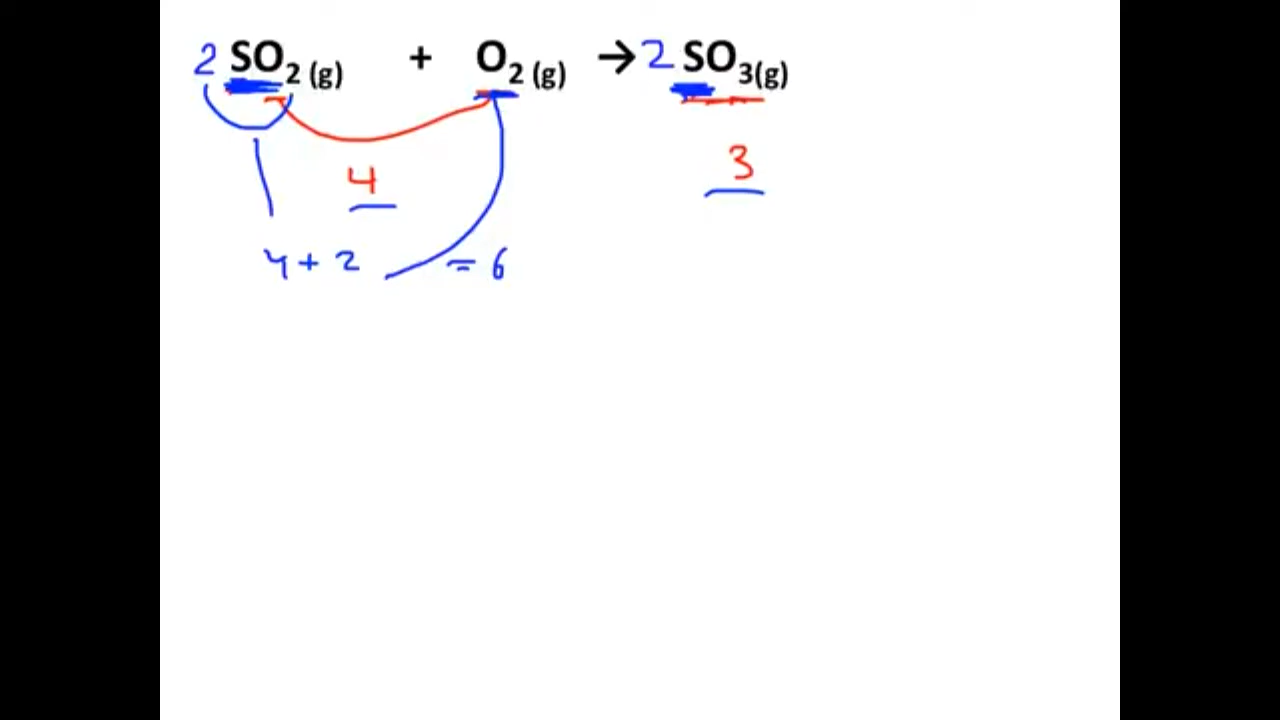 2 SO₂ (g) + O₂ (g) → 2 SO₃(g)
4 3
4 + 2 = 6